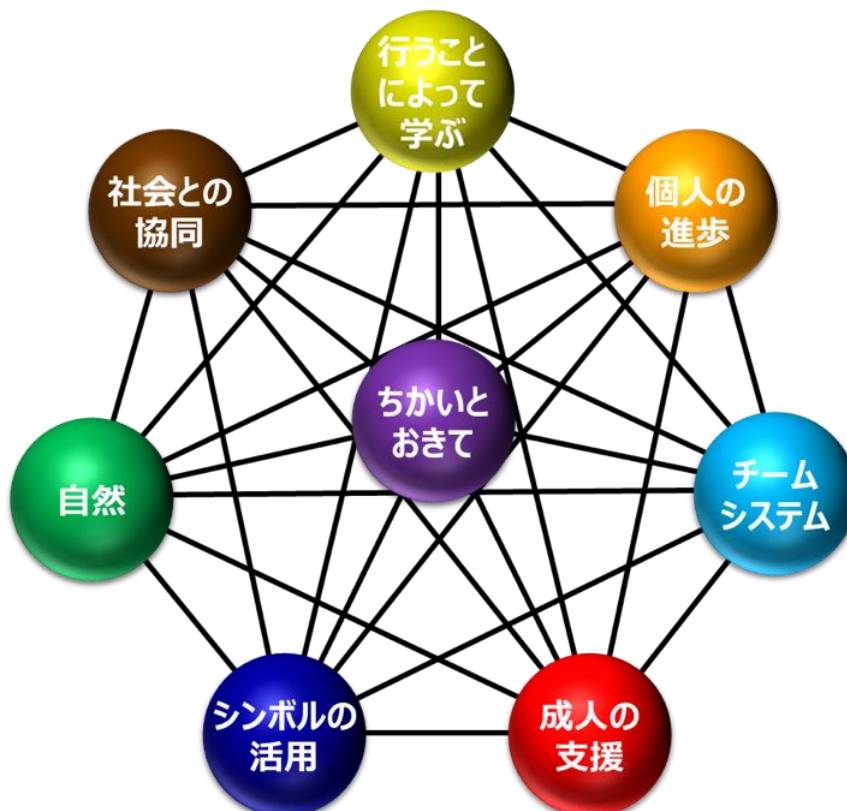 行うこと
によって
学ぶ
社会との
協同
個人の
進歩
ちかいと
おきて
自然
チーム
システム
シンボルの
活用
成人の
支援